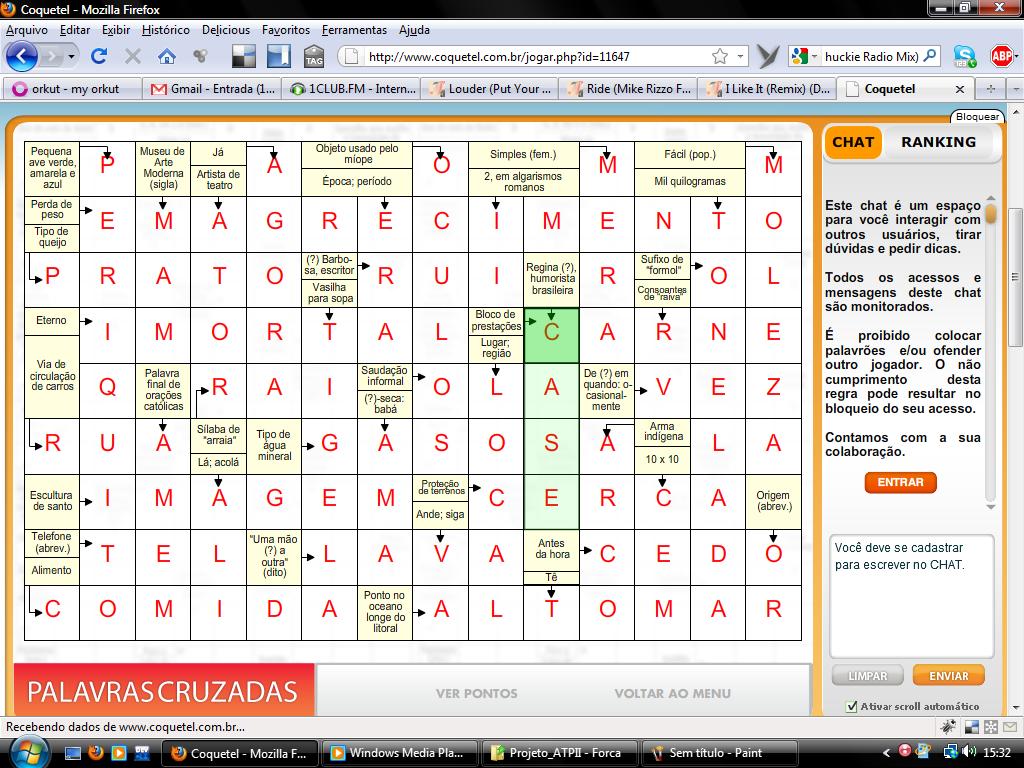 Coquetel - Mozilla Firefox
Arquivo Editar Exibir Histórico Delicious Favoritos Ferramentas Ajuda
TAG http://www.coquetel.com.br/jogar.php?id=11647 huckie Radio Mix) ABP
orkut - my orkut Gmail - Entrada (1... 1CLUB.FM - Intern... Louder (Put Your ... Ride (Mike Rizzo F... I Like It (Remix) (D... Coquetel
Bloquear
Pequena ave verde, amarela e azul P Museu de Arte Moderna (sigla) Já Artista de teatro A Objeto usado pelo míope Época; período O Simples (fem.) 2, em algarismos romanos M Fácil (pop.) Mil quilogramas M
Perda de peso Tipo de queijo E M A G R E C I M E N T O
P R A T O (?) Barbo-sa, escritor Vasilha para sopa R U I Regina (?), humorista brasileira R Sufixo de "formol" Consoantes de "raiva" O L
Eterno Via de circulação de carros I M O R T A L Bloco de prestações Lugar; região C A R N E
Q Palavra final de orações católicas R A I Saudação informal (?)-seca: babá O L A De (?) em quando: o-casional-mente V E Z
R U A Sílaba de "arraia" Lá; acolá Tipo de água mineral G A S O S A Arma indígena 10 x 10 L A
Escultura de santo I M A G E M Proteção de terrenos Ande; siga C E R C A Origem (abrev.)
Telefone (abrev.) Alimento T E L "Uma mão (?) a outra" (dito) L A V A Antes da hora Tê C E D O
C O M I D A Ponto no oceano longe do litoral A L T O M A R
CHAT RANKING
Este chat é um espaço
para você interagir com
outros usuários, tirar
dúvidas e pedir dicas.
Todos os acessos e
mensagens deste chat
são monitorados.
É proibido colocar
palavrões e/ou ofender
outro jogador. O não
cumprimento desta
regra pode resultar no
bloqueio do seu acesso.
Contamos com a sua
colaboração.
ENTRAR
Você deve se cadastrar
para escrever no CHAT.
LIMPAR ENVIAR
Ativar scroll automático
PALAVRAS CRUZADAS VER PONTOS VOLTAR AO MENU
Recebendo dados de www.coquetel.com.br...
Coquetel - Mozilla F... Windows Media Pla... Projeto_ATPII - Forca Sem título - Paint 15:32